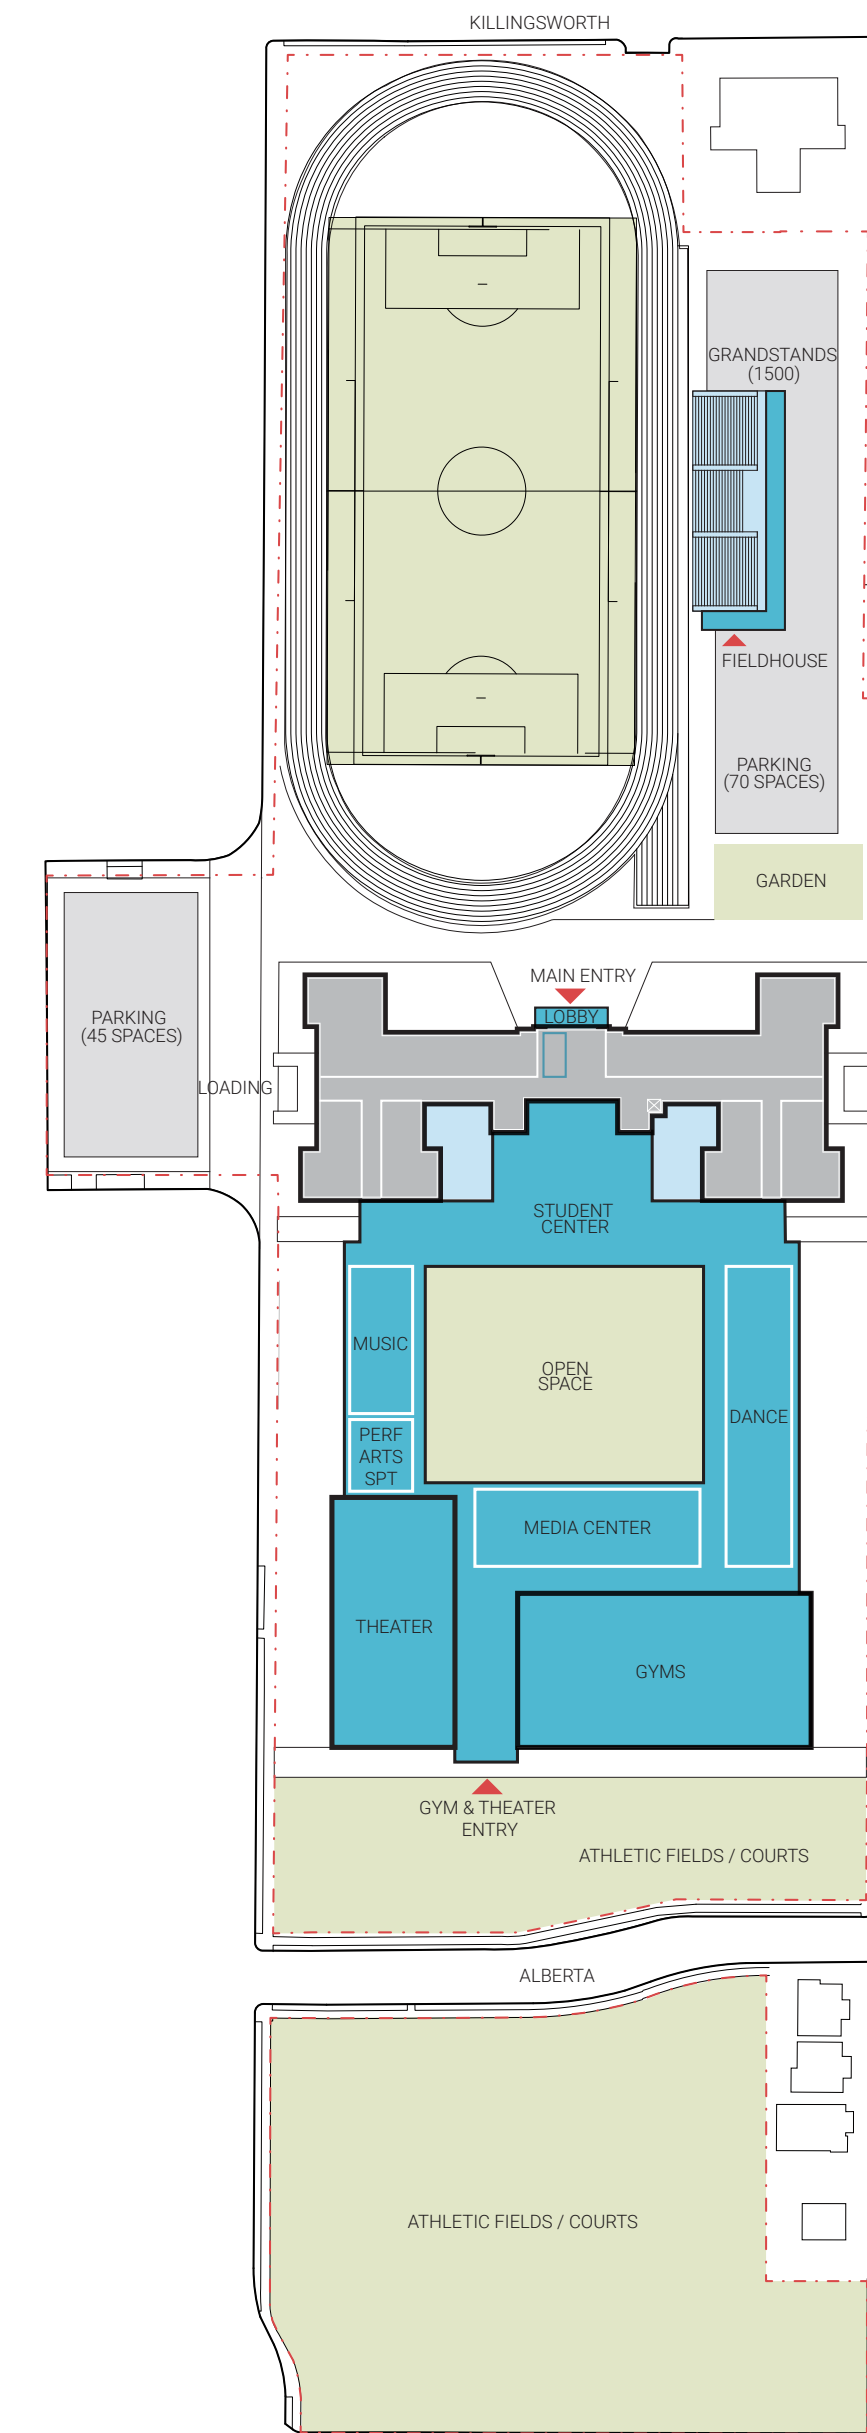 KILLINGSWORTH
GRANDSTANDS
(1500)
FIELDHOUSE
PARKING
(70 SPACES)
GARDEN
MAIN ENTRY
LOBBY
PARKING
(45 SPACES)
LOADING
STUDENT
CENTER
MUSIC
OPEN
SPACE
DANCE
PERF
ARTS
SPT
MEDIA CENTER
THEATER
GYMS
GYM & THEATER
ENTRY
ATHLETIC FIELDS / COURTS
ALBERTA
ATHLETIC FIELDS / COURTS